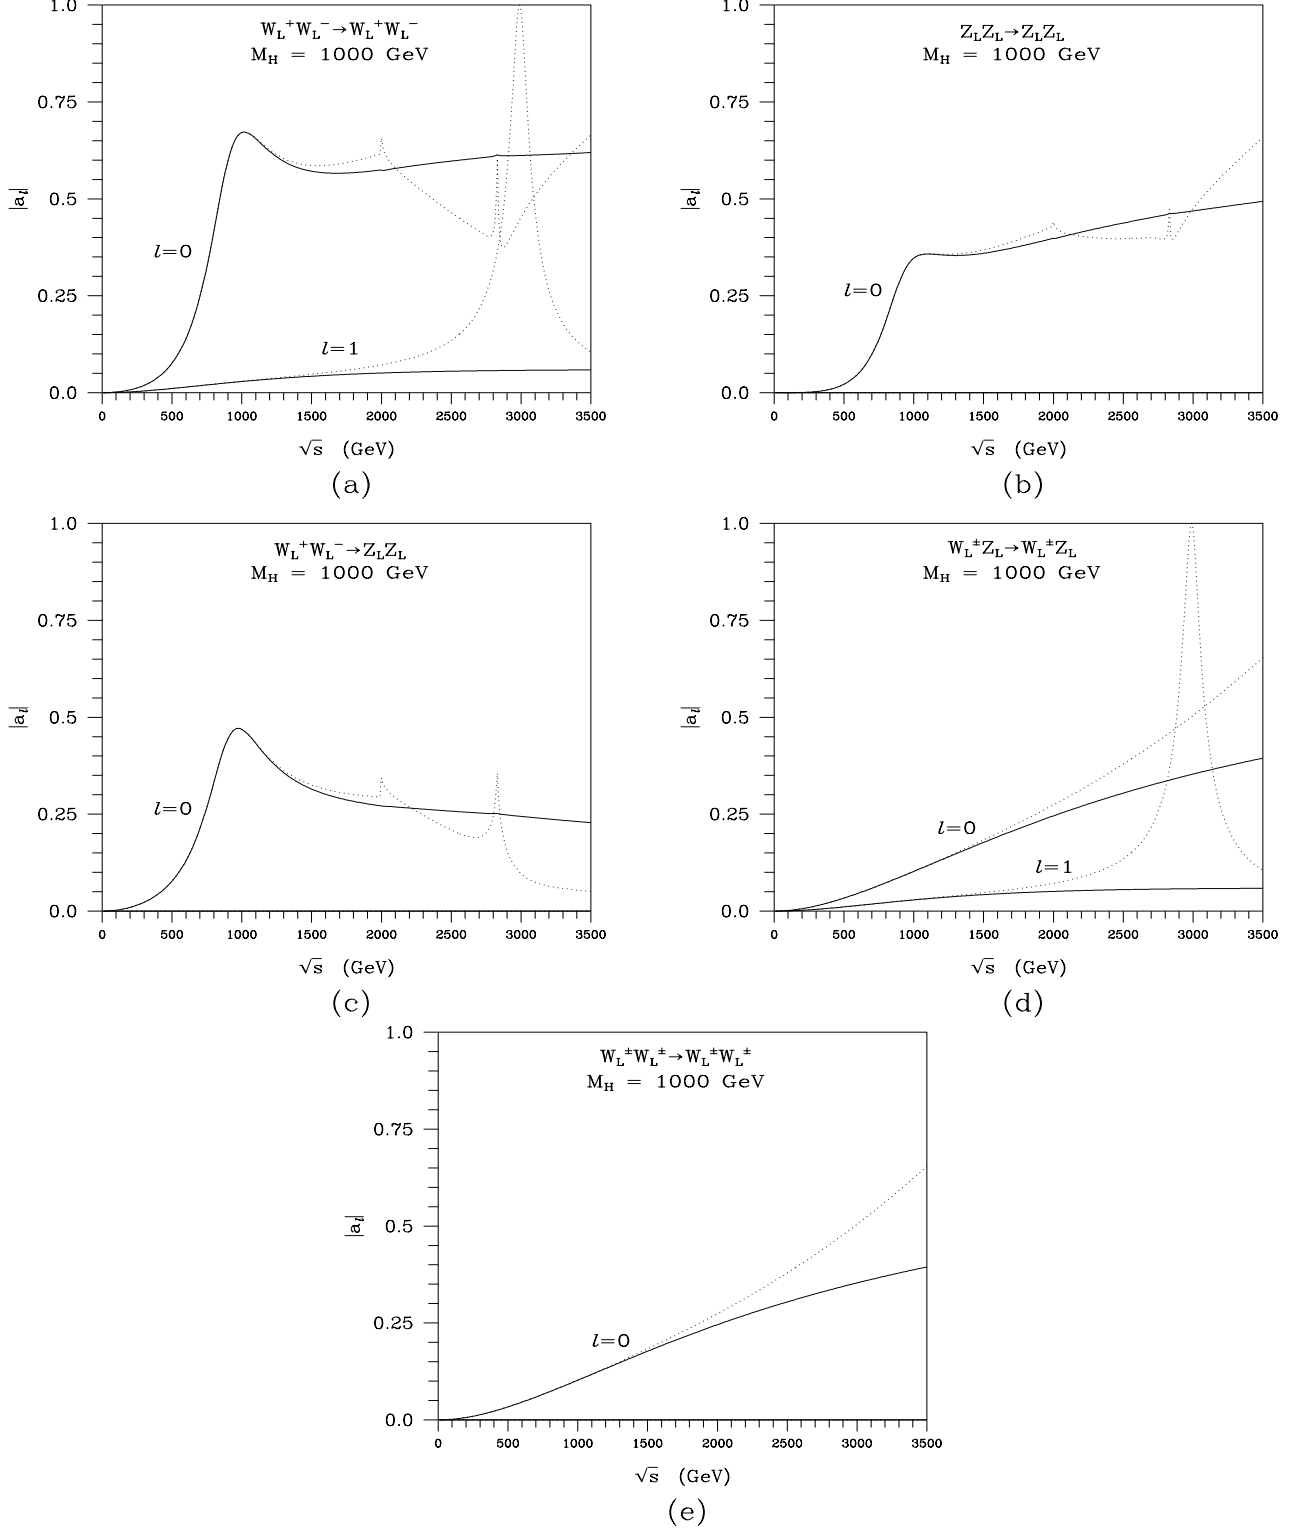 W_L^+W_L^-→W_L^+W_L^-
M_H = 1000 GeV
1.0
0.75
0.5
0.25
0.0
|a_l|
l=0
l=1
0 500 1000 1500 2000 2500 3000 3500
√s (GeV)
(a)
Z_LZ_L→Z_LZ_L
M_H = 1000 GeV
1.0
0.75
0.5
0.25
0.0
|a_l|
l=0
0 500 1000 1500 2000 2500 3000 3500
√s (GeV)
(b)
W_L^+W_L^-→Z_LZ_L
M_H = 1000 GeV
1.0
0.75
0.5
0.25
0.0
|a_l|
l=0
0 500 1000 1500 2000 2500 3000 3500
√s (GeV)
(c)
W_L^±Z_L→W_L^±Z_L
M_H = 1000 GeV
1.0
0.75
0.5
0.25
0.0
|a_l|
l=0
l=1
0 500 1000 1500 2000 2500 3000 3500
√s (GeV)
(d)
W_L^±W_L^±→W_L^±W_L^±
M_H = 1000 GeV
1.0
0.75
0.5
0.25
0.0
|a_l|
l=0
0 500 1000 1500 2000 2500 3000 3500
√s (GeV)
(e)